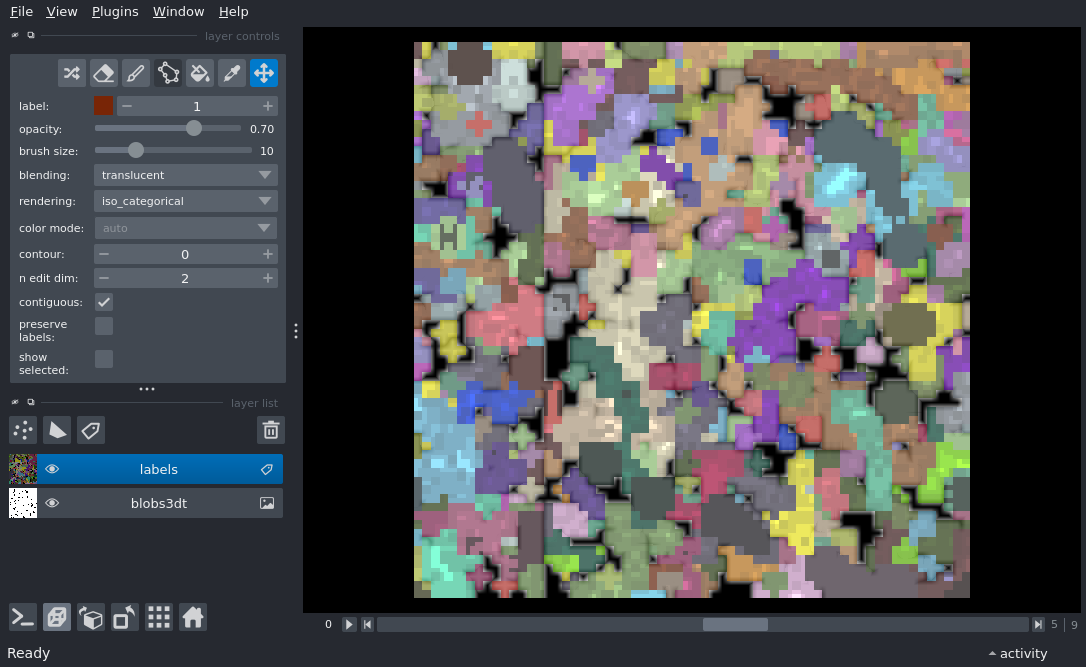 File View Plugins Window Help
layer controls
label: 1
opacity: 0.70
brush size: 10
blending: translucent
rendering: iso_categorical
color mode: auto
contour: 0
n edit dim: 2
contiguous:
preserve
labels:
show
selected:
layer list
labels
blobs3dt
0 5 | 9
Ready activity